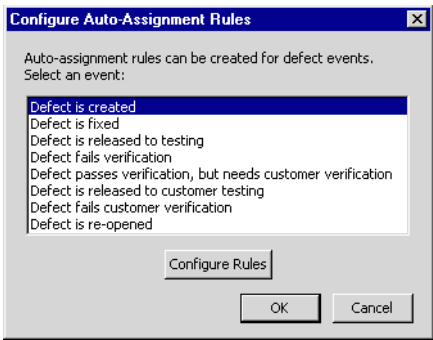 Configure Auto-Assignment Rules
Auto-assignment rules can be created for defect events.
Select an event:
Defect is created
Defect is fixed
Defect is released to testing
Defect fails verification
Defect passes verification, but needs customer verification
Defect is released to customer testing
Defect fails customer verification
Defect is re-opened
Configure Rules
OK
Cancel